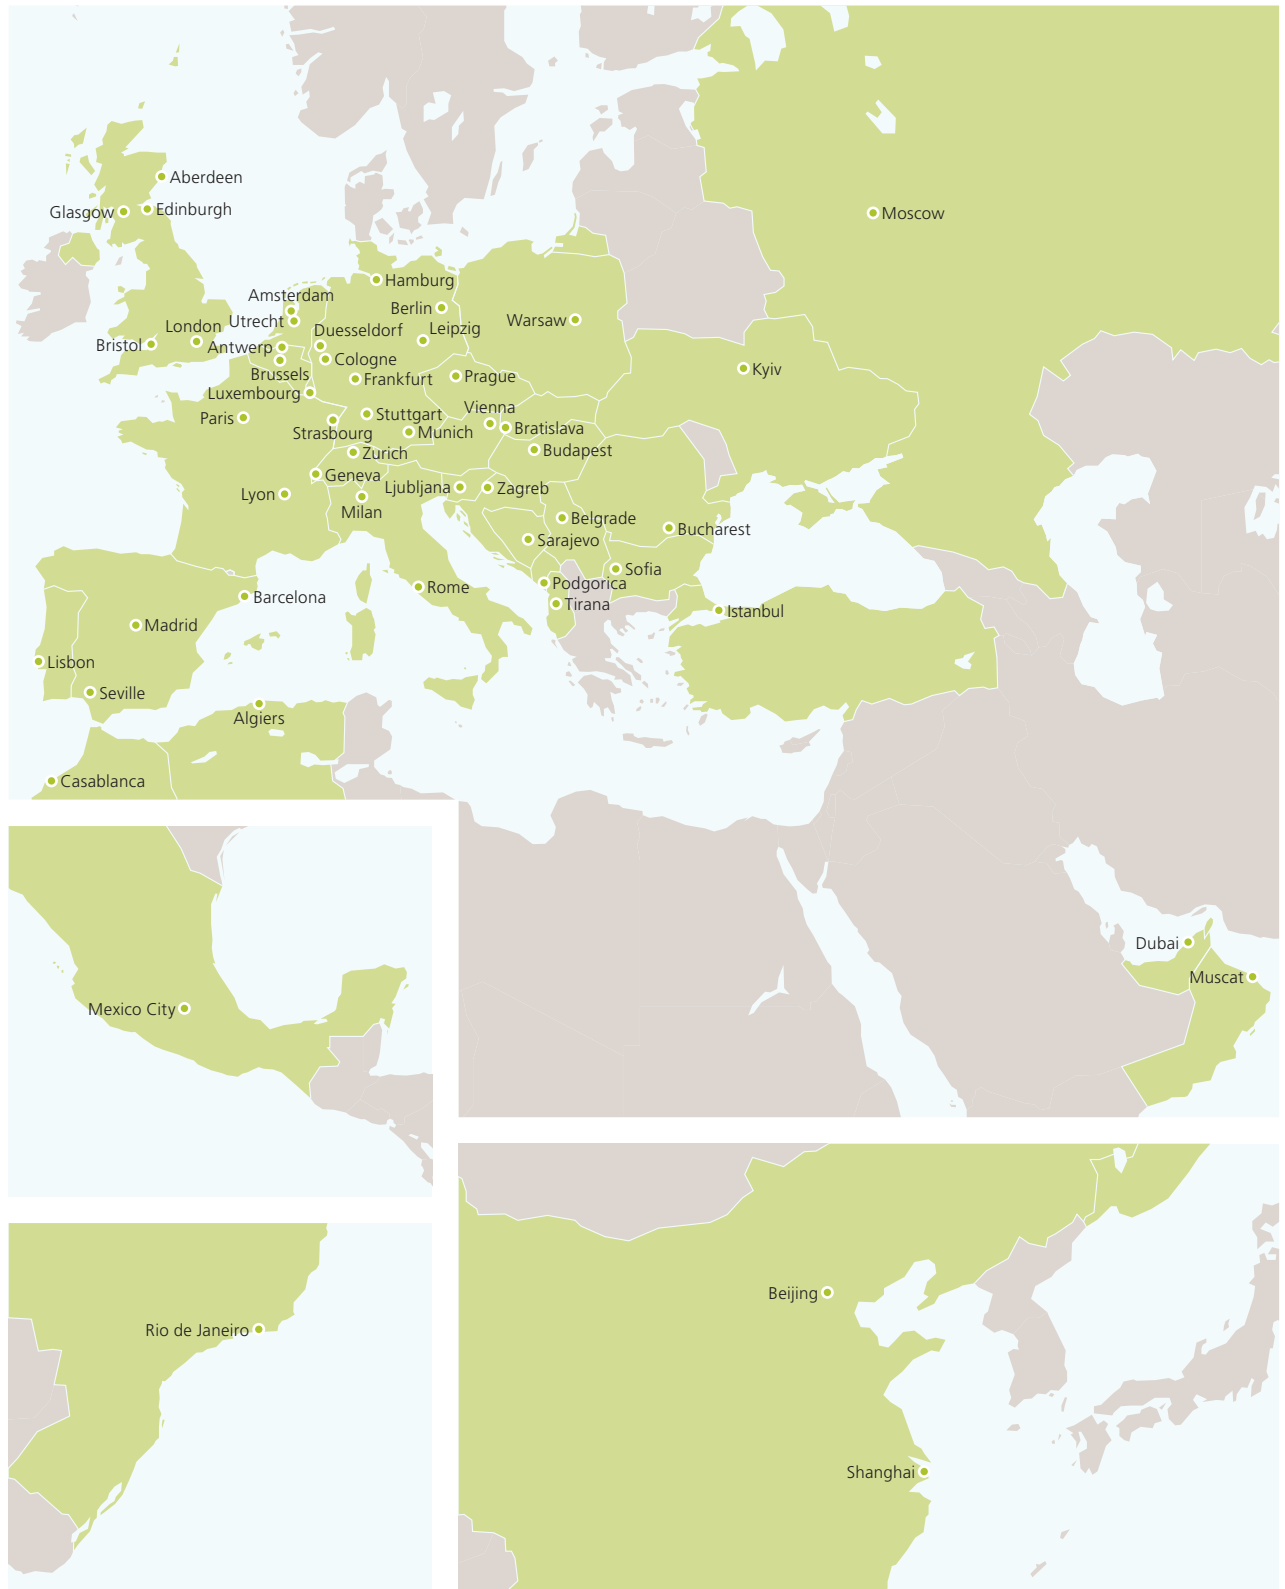 Aberdeen
Glasgow
Edinburgh
Moscow
Hamburg
Amsterdam
Berlin
Utrecht
Warsaw
London
Duesseldorf
Leipzig
Bristol
Antwerp
Cologne
Brussels
Frankfurt
Prague
Kyiv
Luxembourg
Vienna
Paris
Stuttgart
Strasbourg
Munich
Bratislava
Zurich
Budapest
Geneva
Lyon
Ljubljana
Zagreb
Milan
Belgrade
Bucharest
Sarajevo
Sofia
Rome
Podgorica
Barcelona
Tirana
Istanbul
Madrid
Lisbon
Seville
Algiers
Casablanca
Dubai
Muscat
Mexico City
Beijing
Rio de Janeiro
Shanghai